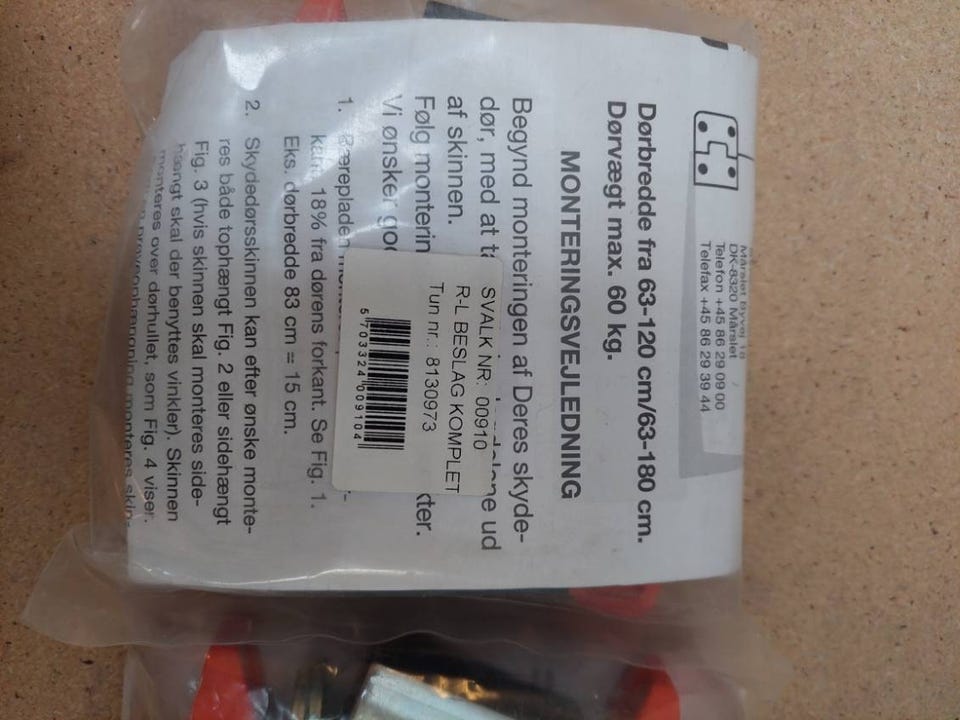 Mårslet Byvej 1a
DK-8320 Mårslet
Telefon +45 86 29 09 00
Telefax +45 86 29 39 44
Dørbredde fra 63-120 cm/63-180 cm.
Dørvægt max. 60 kg.
MONTERINGSVEJLEDNING
Begynd monteringen af Deres skyde-
dør, med at ud
af skinnen.
Følg
Vi ønsker
SVALK NR: 00910
R-L BESLAG KOMPLET
Tun nr.: 8130973
5703324009104
1. Bærepladen
18% fra dørens forkant. Se Fig. 1.
Eks. dørbredde 83 cm = 15 cm.
2. Skydedørsskinnen kan efter ønske monte-
res både tophængt Fig. 2 eller sidehængt
Fig. 3 (hvis skinnen skal monteres side-
hængt skal der benyttes vinkler). Skinnen
monteres over dørhullet, som Fig. 4 viser.